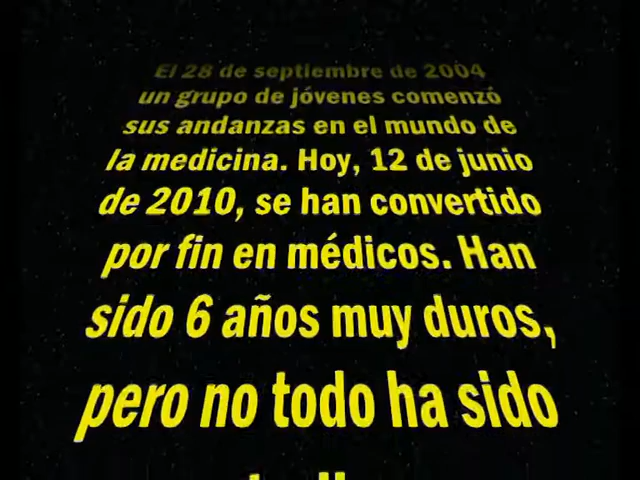 El 28 de septiembre de 2004
un grupo de jóvenes comenzó
sus andanzas en el mundo de
la medicina. Hoy, 12 de junio
de 2010, se han convertido
por fin en médicos. Han
sido 6 años muy duros,
pero no todo ha sido